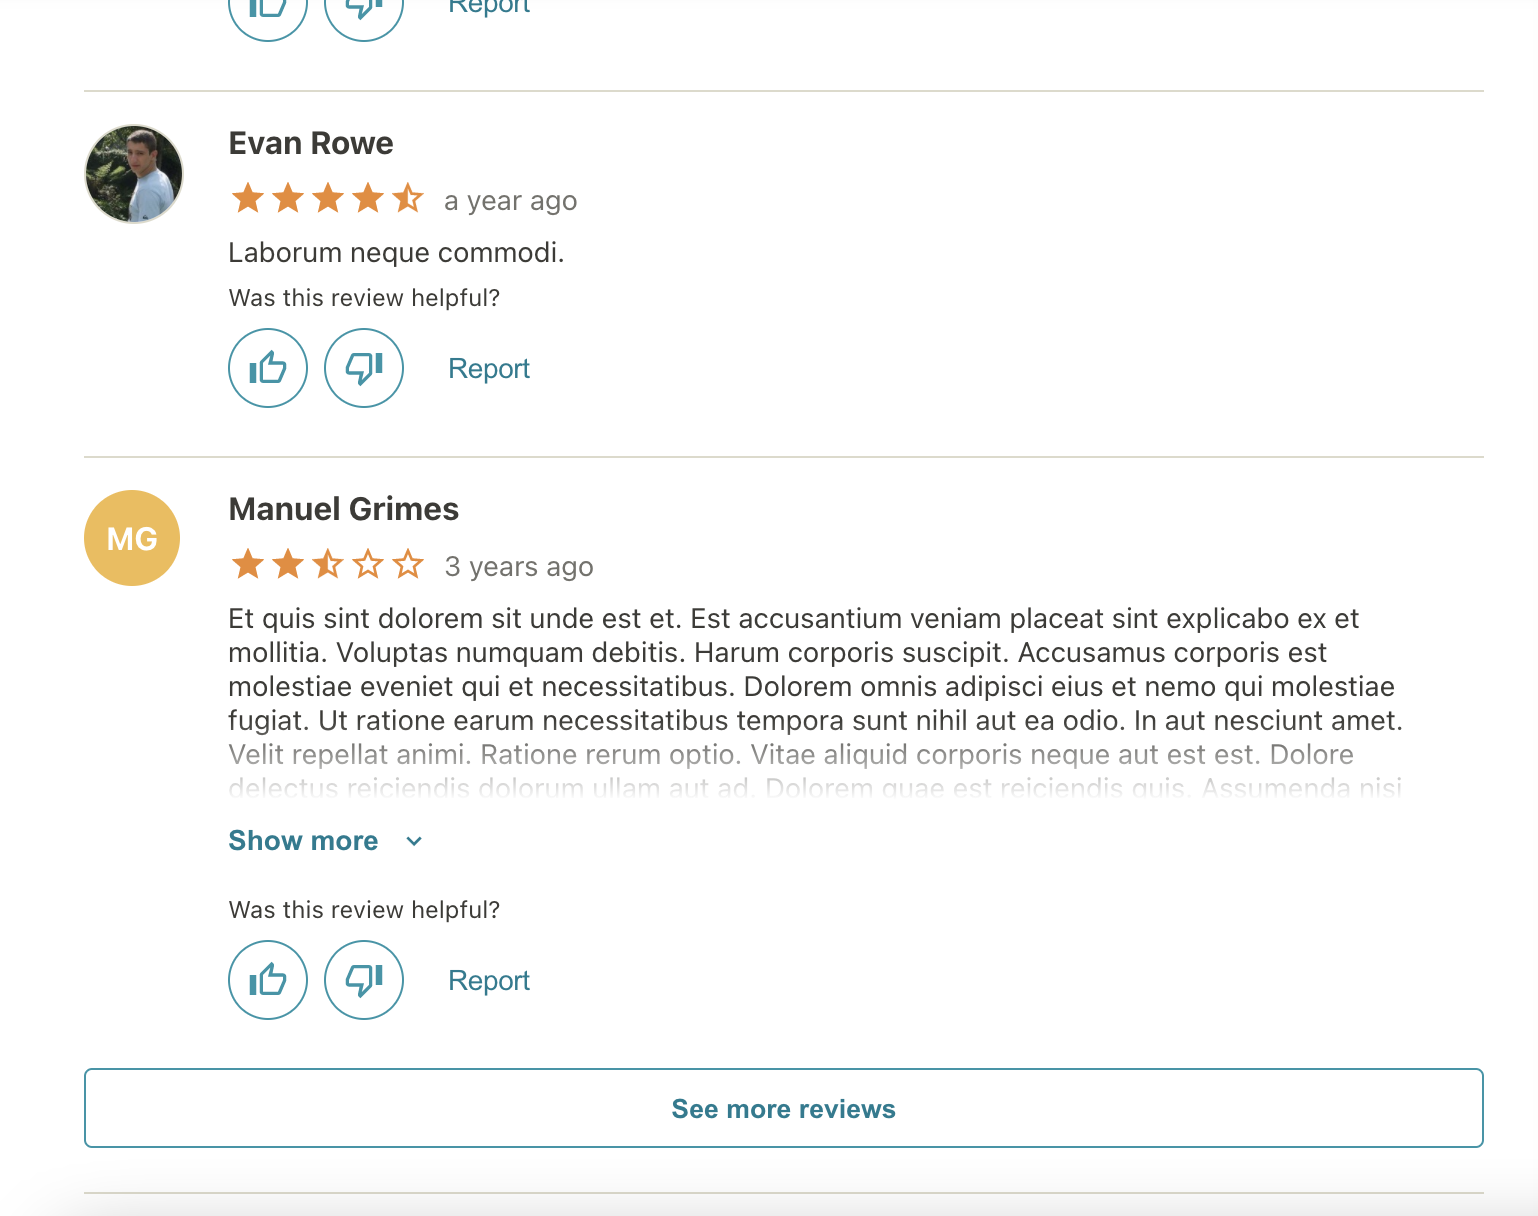 Report
Evan Rowe
a year ago
Laborum neque commodi.
Was this review helpful?
Report
MG
Manuel Grimes
3 years ago
Et quis sint dolorem sit unde est et. Est accusantium veniam placeat sint explicabo ex et
mollitia. Voluptas numquam debitis. Harum corporis suscipit. Accusamus corporis est
molestiae eveniet qui et necessitatibus. Dolorem omnis adipisci eius et nemo qui molestiae
fugiat. Ut ratione earum necessitatibus tempora sunt nihil aut ea odio. In aut nesciunt amet.
Velit repellat animi. Ratione rerum optio. Vitae aliquid corporis neque aut est est. Dolore
delectus reiciendis dolorum ullam aut ad. Dolorem quae est reiciendis quis. Assumenda nisi
Show more
Was this review helpful?
Report
See more reviews